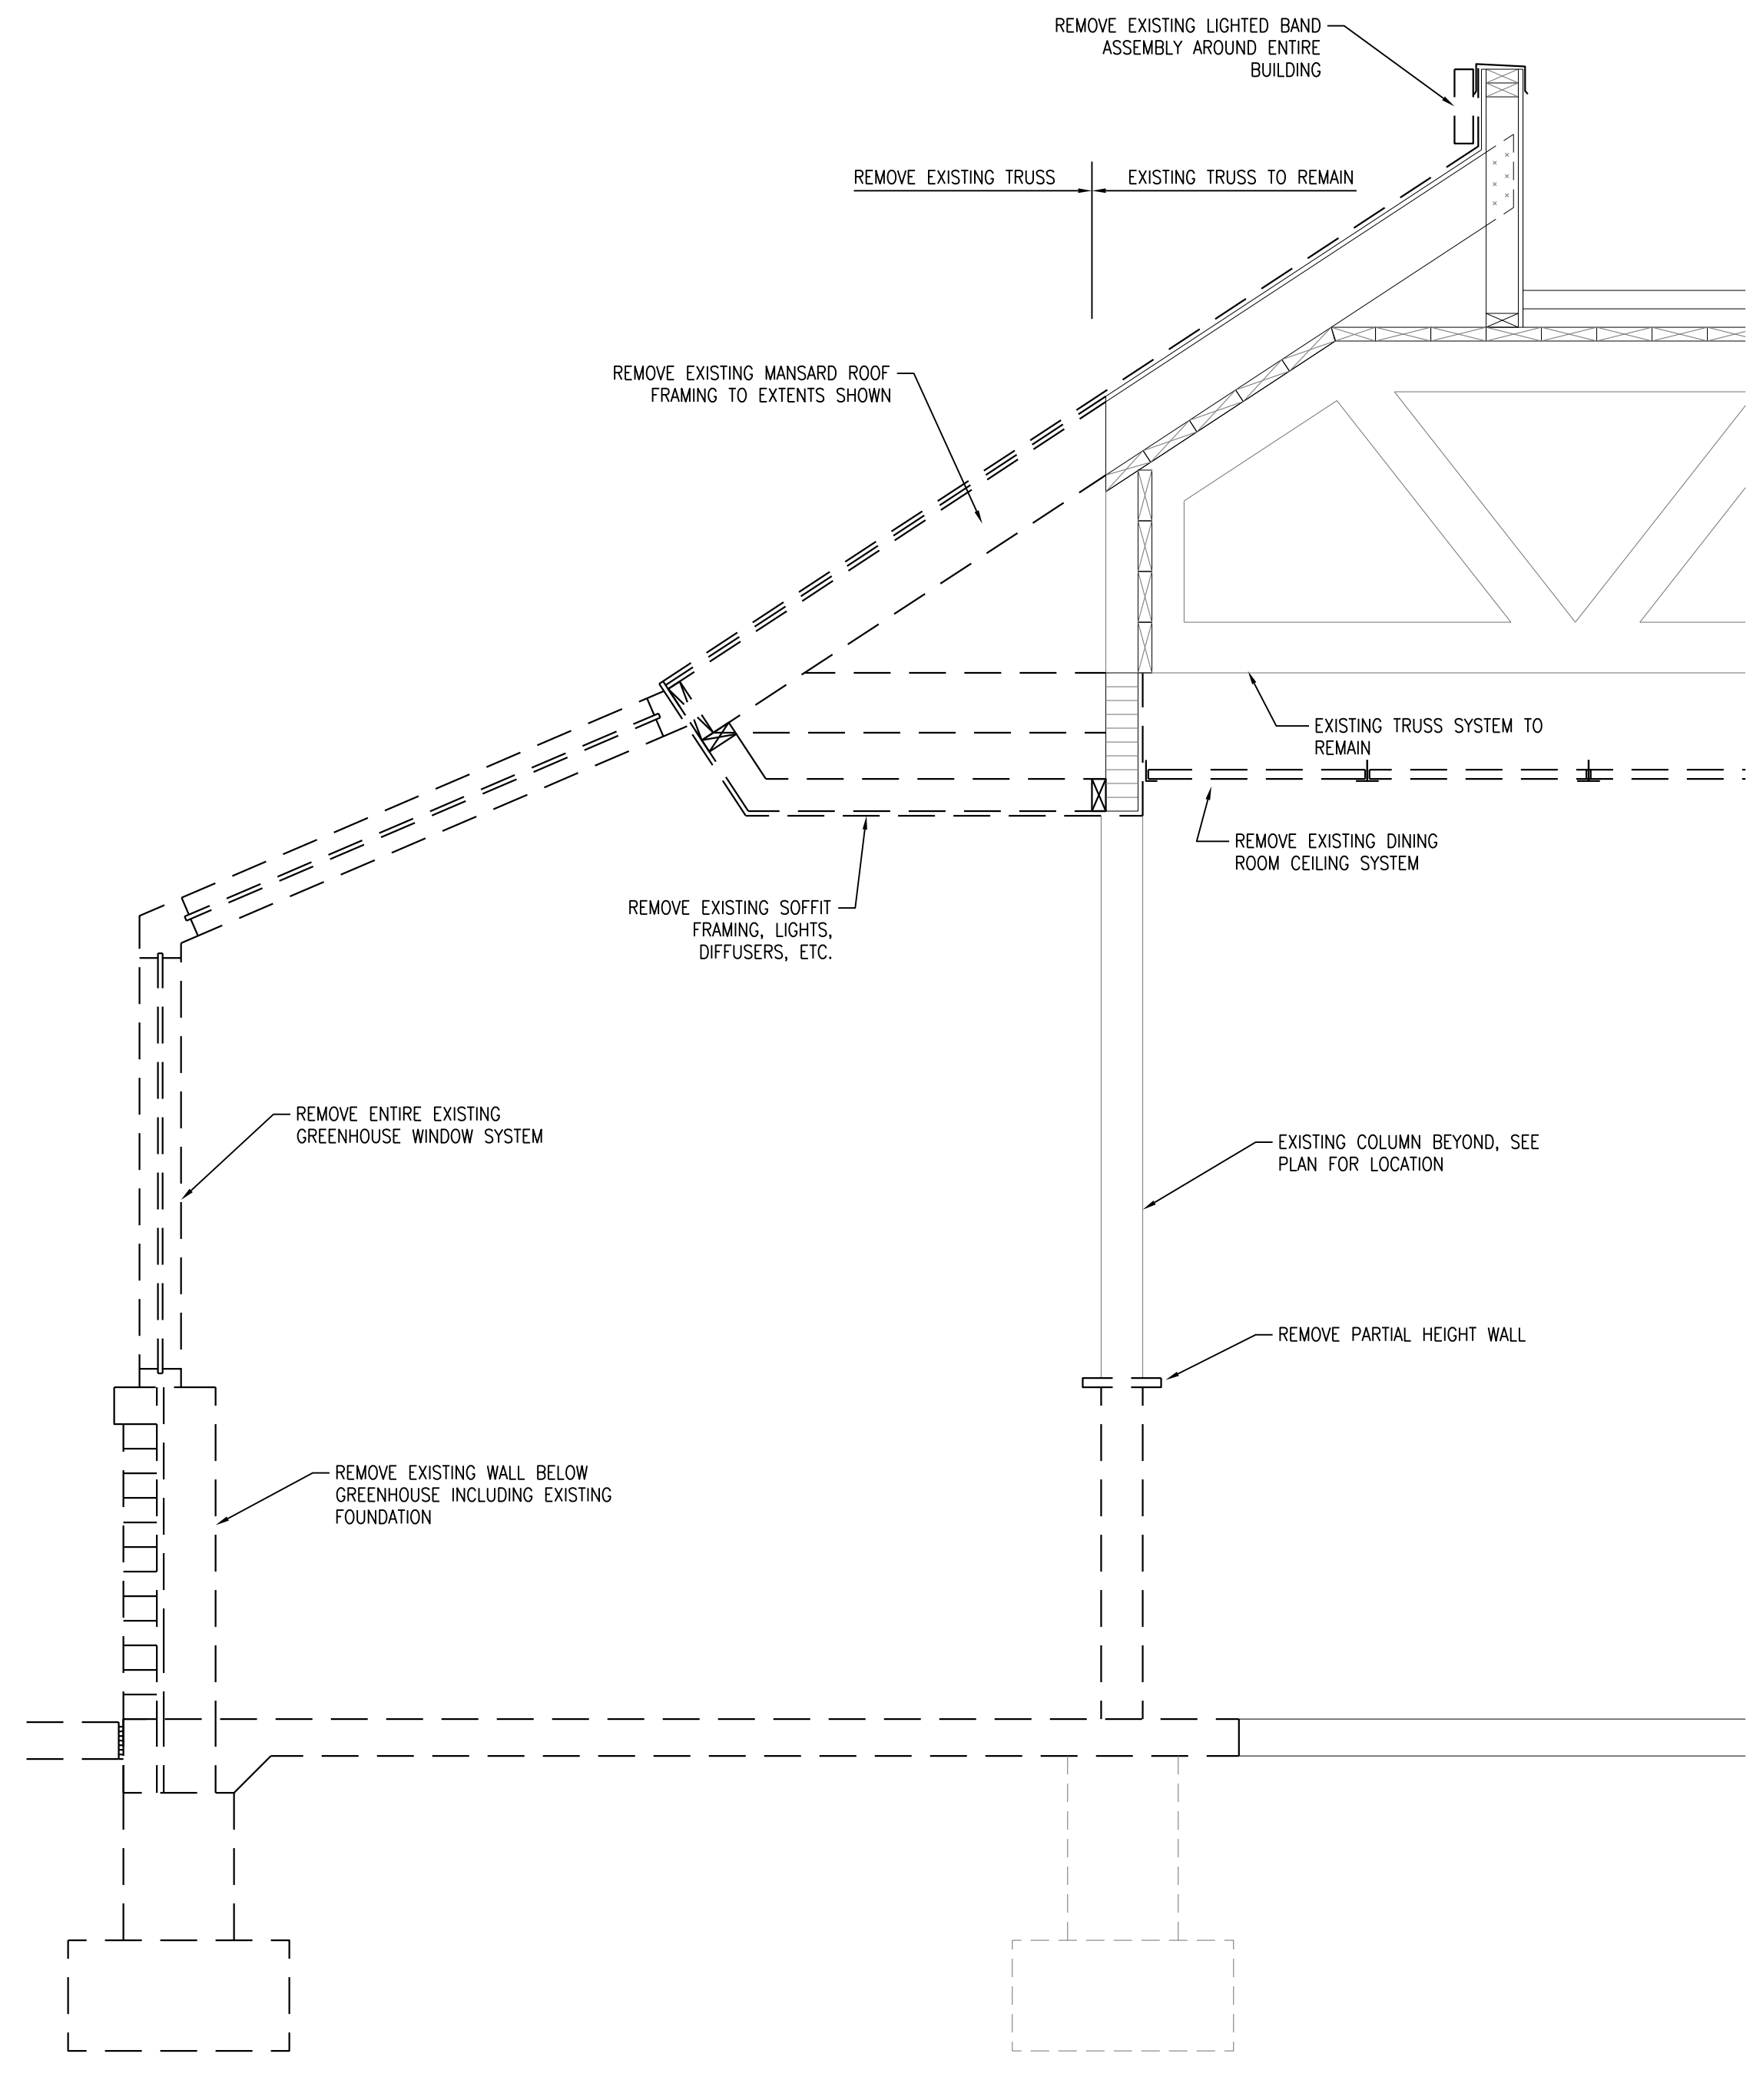 REMOVE EXISTING LIGHTED BAND
ASSEMBLY AROUND ENTIRE
BUILDING
REMOVE EXISTING TRUSS
EXISTING TRUSS TO REMAIN
REMOVE EXISTING MANSARD ROOF
FRAMING TO EXTENTS SHOWN
EXISTING TRUSS SYSTEM TO
REMAIN
REMOVE EXISTING DINING
ROOM CEILING SYSTEM
REMOVE EXISTING SOFFIT
FRAMING, LIGHTS,
DIFFUSERS, ETC.
REMOVE ENTIRE EXISTING
GREENHOUSE WINDOW SYSTEM
EXISTING COLUMN BEYOND, SEE
PLAN FOR LOCATION
REMOVE PARTIAL HEIGHT WALL
REMOVE EXISTING WALL BELOW
GREENHOUSE INCLUDING EXISTING
FOUNDATION